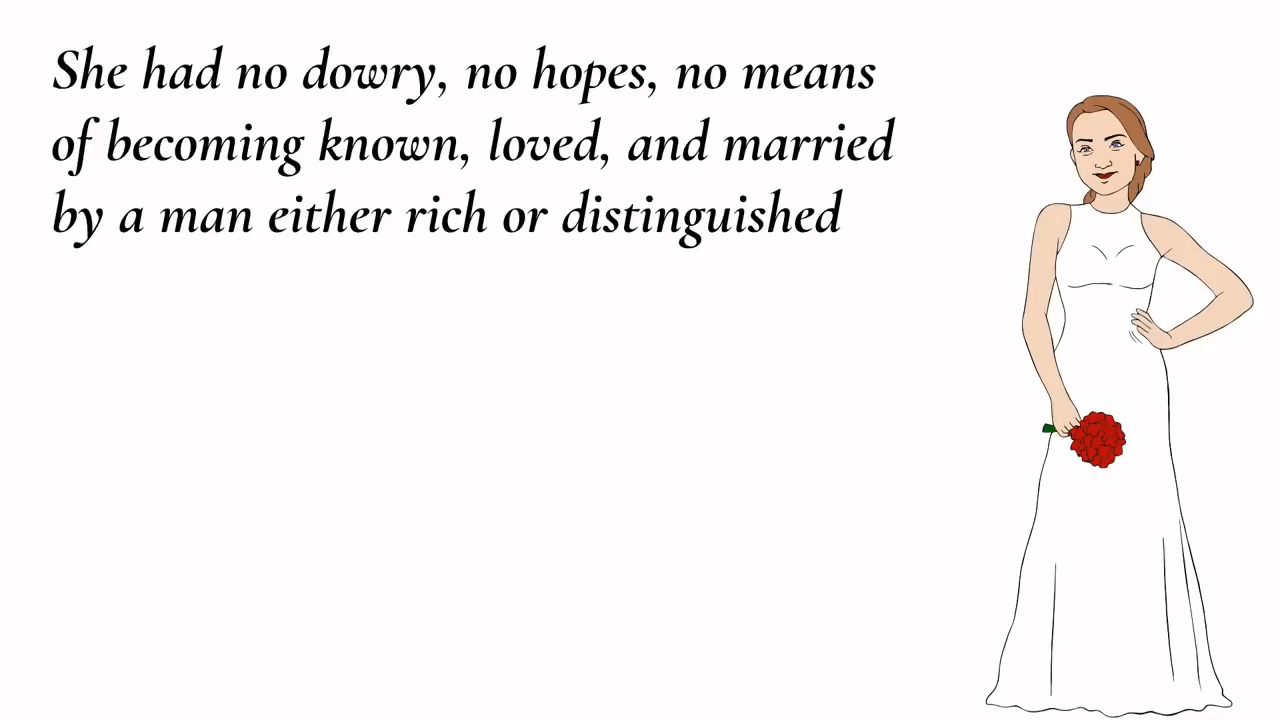 She had no dowry, no hopes, no means
of becoming known, loved, and married
by a man either rich or distinguished